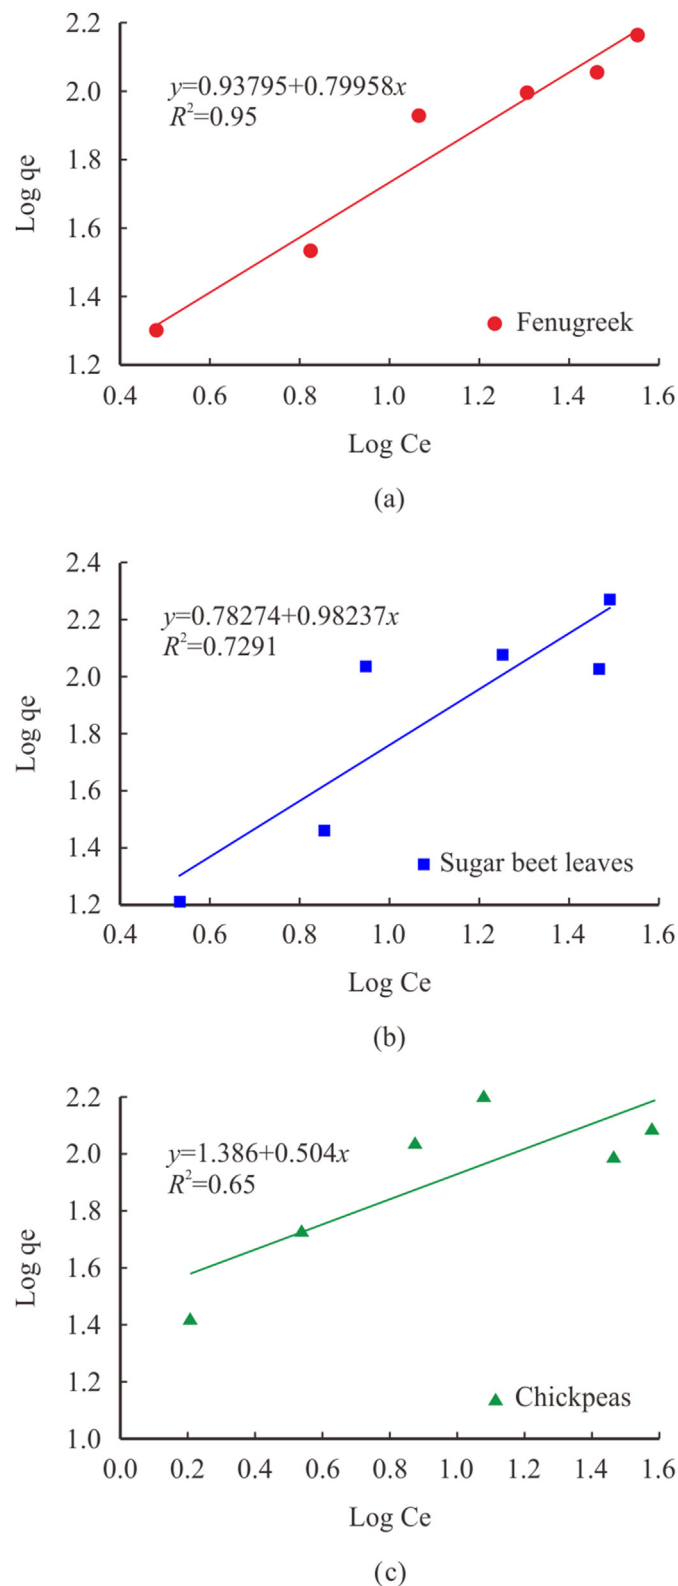 2.2
y=0.93795+0.79958x
R²=0.95
2.0
1.8
Log qe
1.6
1.4
Fenugreek
1.2
0.4 0.6 0.8 1.0 1.2 1.4 1.6
Log Ce
(a)
2.4
y=0.78274+0.98237x
R²=0.7291
2.2
2.0
Log qe
1.8
1.6
1.4
Sugar beet leaves
1.2
0.4 0.6 0.8 1.0 1.2 1.4 1.6
Log Ce
(b)
2.2
y=1.386+0.504x
R²=0.65
2.0
1.8
Log qe
1.6
1.4
1.2
Chickpeas
1.0
0.0 0.2 0.4 0.6 0.8 1.0 1.2 1.4 1.6
Log Ce
(c)